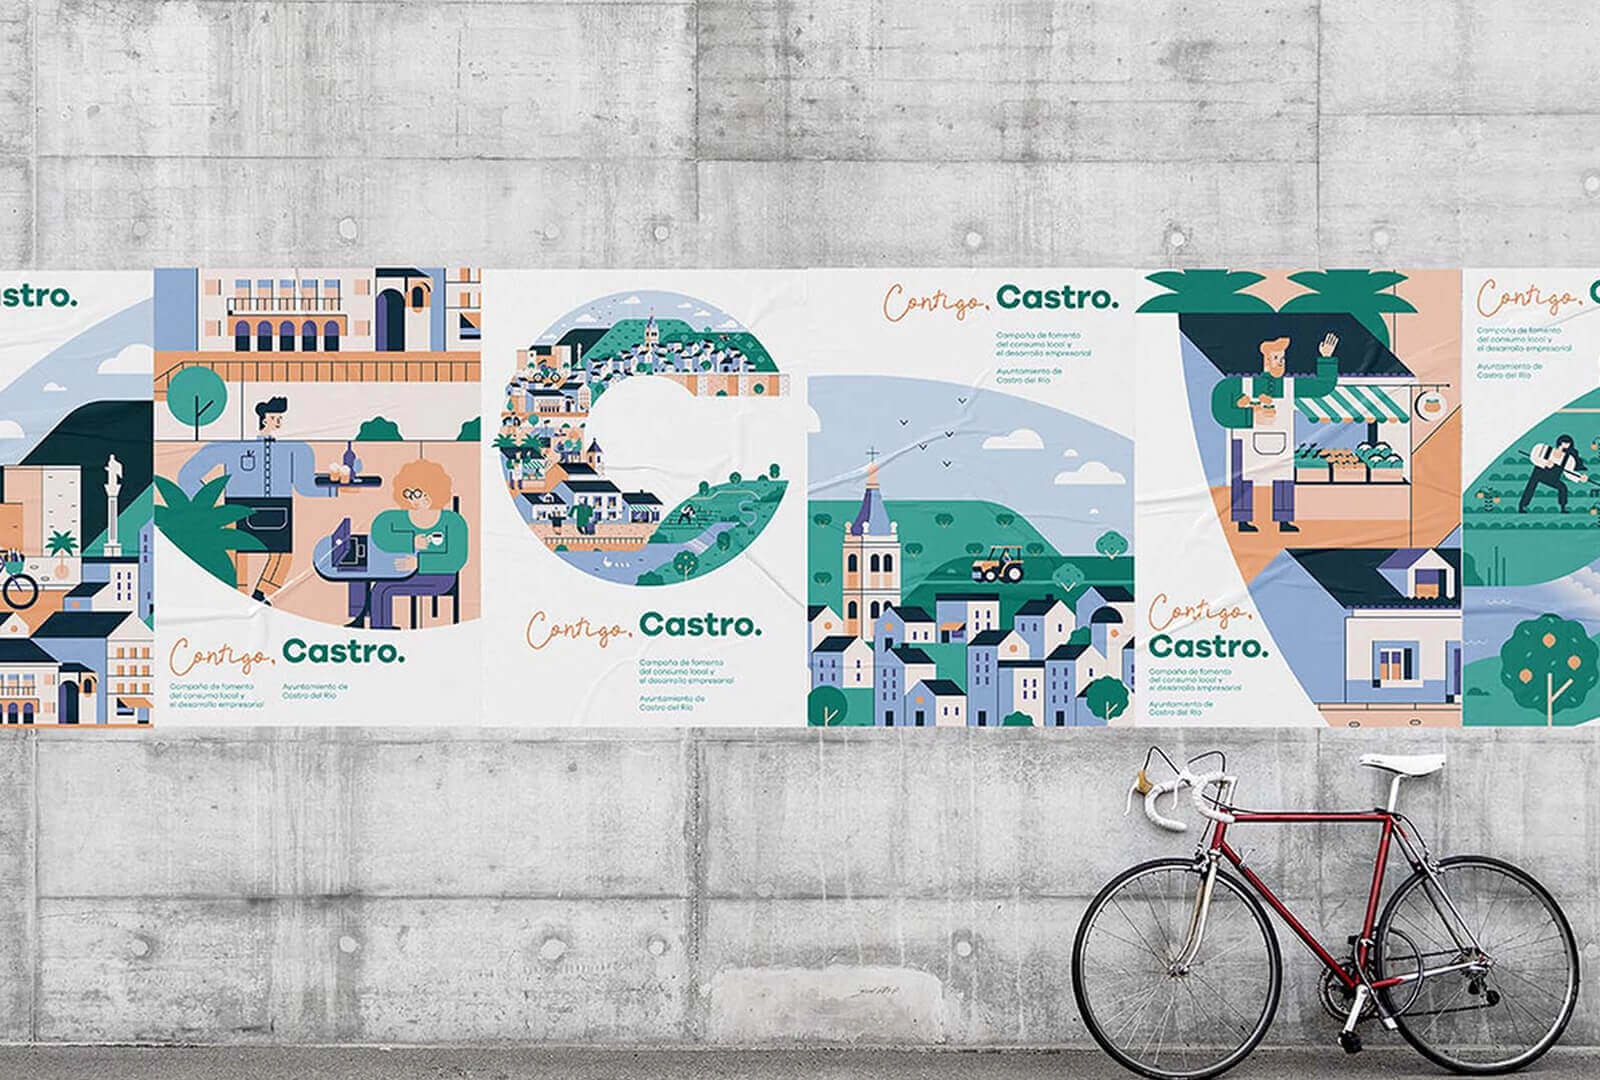 astro.
Contigo, Castro.
Campaña de fomento
del consumo local y
el desarrollo empresarial
Ayuntamiento de
Castro del Río
Contigo, Castro.
Campaña de fomento
del consumo local y
el desarrollo empresarial
Ayuntamiento de
Castro del Río
Contigo, Castro.
Campaña de fomento
del consumo local y
el desarrollo empresarial
Ayuntamiento de
Castro del Río
Contigo,
Castro.
Campaña de fomento
del consumo local y
el desarrollo empresarial
Ayuntamiento de
Castro del Río
Contigo, C
Campaña de fomento
del consumo local y
el desarrollo empresarial
Ayuntamiento de
Castro del Río